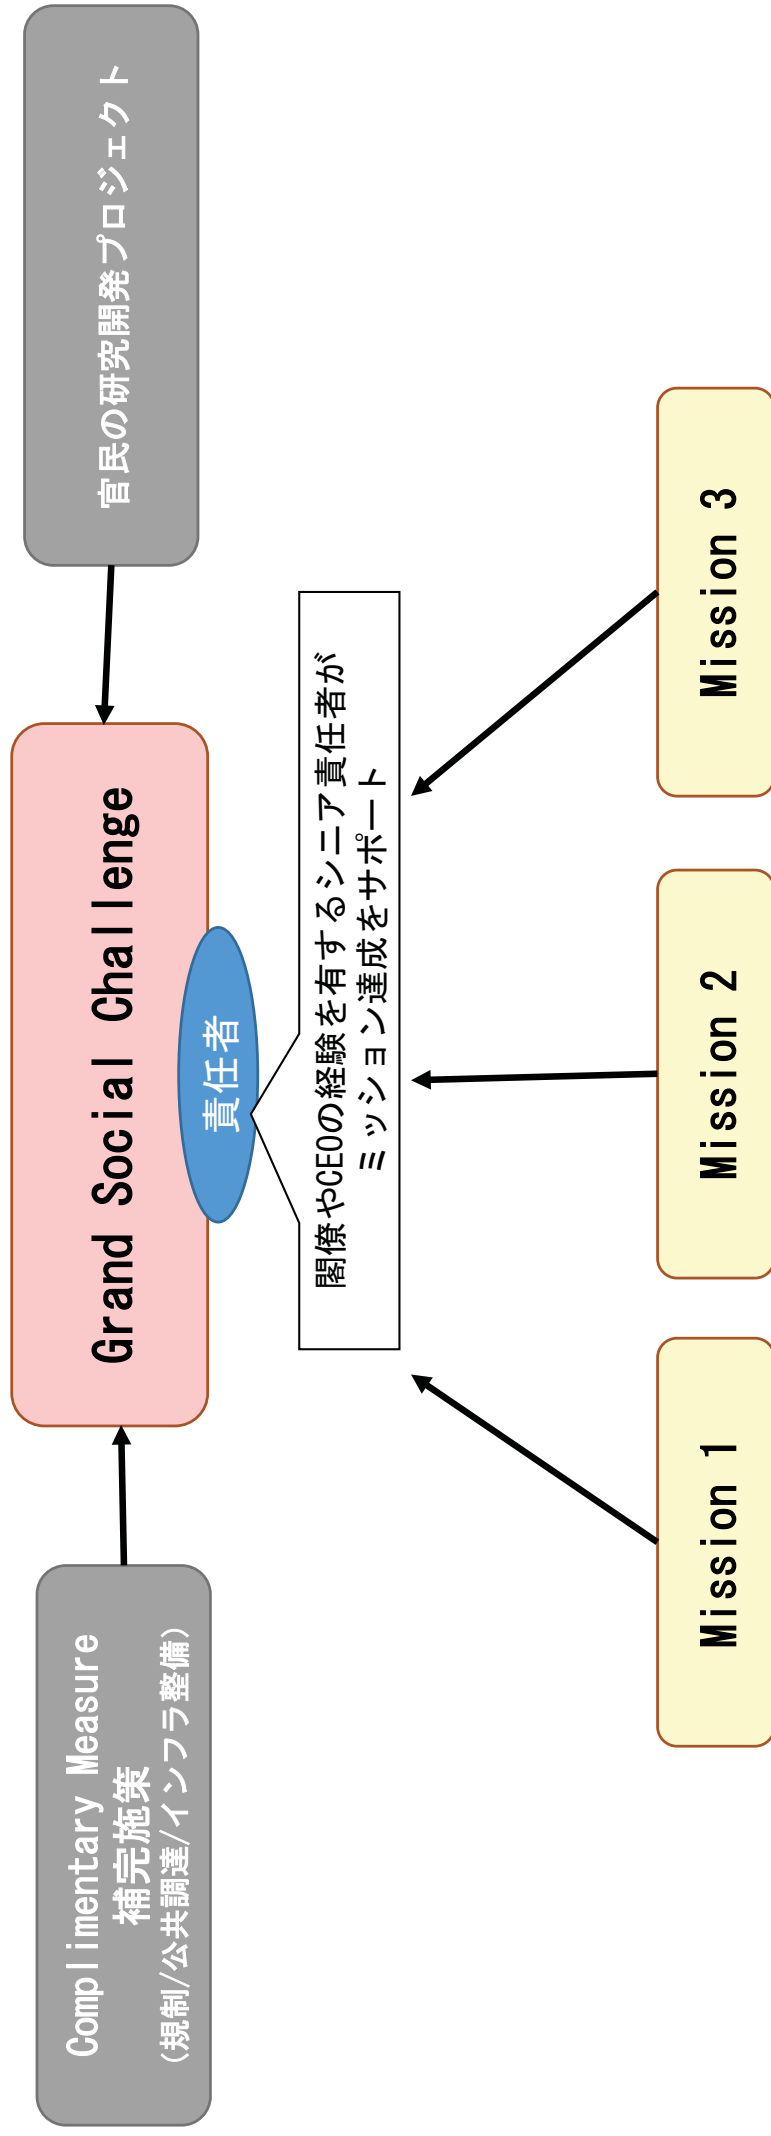 Complimentary Measure
補完施策
(規制/公共調達/インフラ整備)
Grand Social Challenge
責任者
官民の研究開発プロジェクト
閣僚やCEOの経験を有するシニア責任者が
ミッション達成をサポート
Mission 1
Mission 2
Mission 3